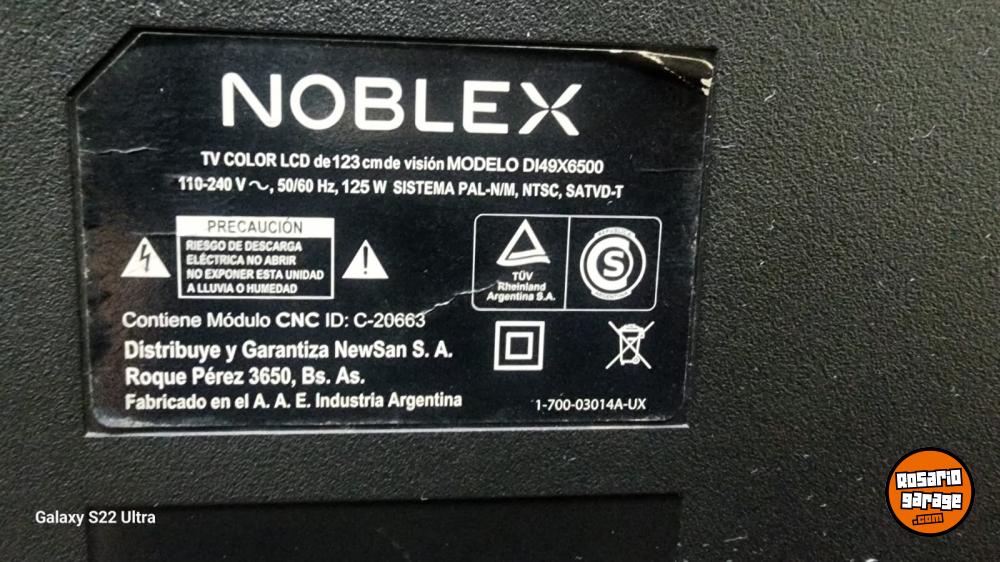 NOBLEX
TV COLOR LCD de 123 cm de visión MODELO DI49X6500
110-240 V ~, 50/60 Hz, 125 W SISTEMA PAL-N/M, NTSC, SATVD-T
PRECAUCIÓN
RIESGO DE DESCARGA
ELÉCTRICA NO ABRIR
NO EXPONER ESTA UNIDAD
A LLUVIA O HUMEDAD
TÜV
Rheinland
Argentina S.A.
REPUBLICA
S
ARGENTINA
Contiene Módulo CNC ID: C-20663
Distribuye y Garantiza NewSan S. A.
Roque Pérez 3650, Bs. As.
Fabricado en el A. A. E. Industria Argentina
1-700-03014A-UX
Galaxy S22 Ultra
Rosario
garage
.com